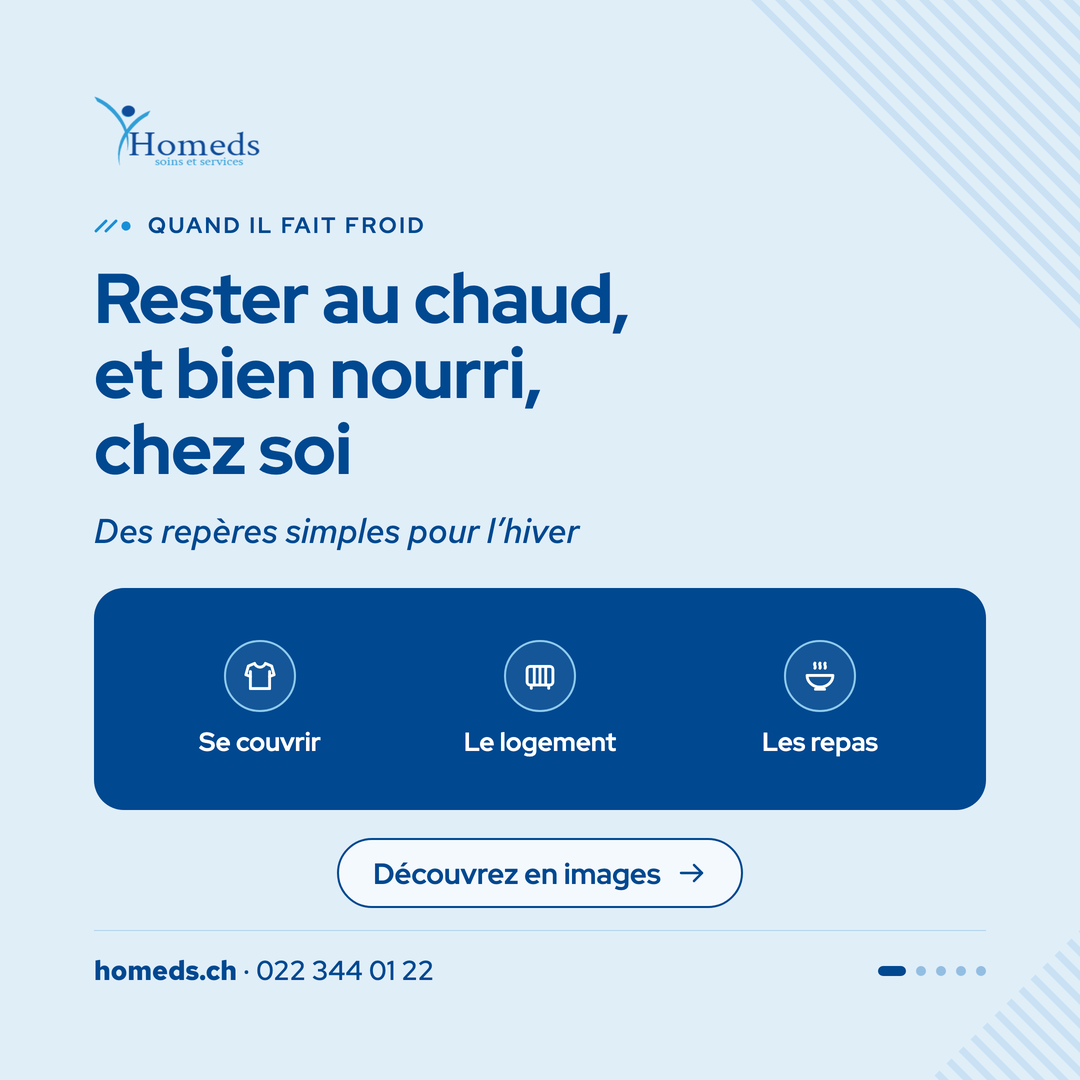 Homeds
soins et services
QUAND IL FAIT FROID
Rester au chaud,
et bien nourri,
chez soi
Des repères simples pour l’hiver
Se couvrir
Le logement
Les repas
Découvrez en images →
homeds.ch · 022 344 01 22